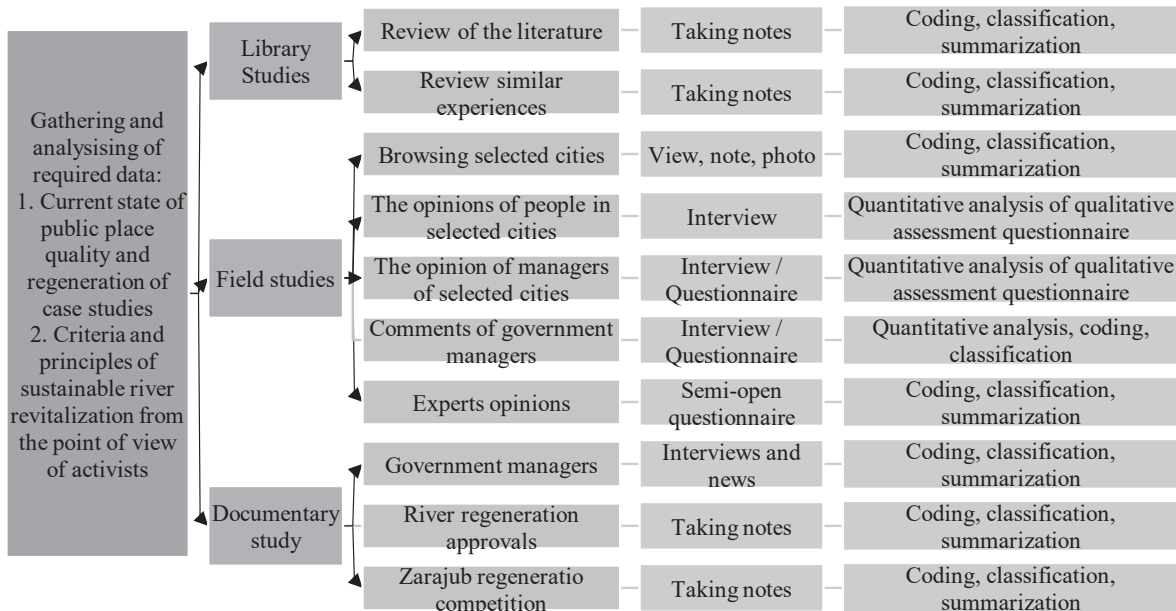 Gathering and
analysising of
required data:
1. Current state of
public place
quality and
regeneration of
case studies
2. Criteria and
principles of
sustainable river
revitalization from
the point of view
of activists
Library
Studies
Review of the literature
Taking notes
Coding, classification,
summarization
Review similar
experiences
Taking notes
Coding, classification,
summarization
Field studies
Browsing selected cities
View, note, photo
Coding, classification,
summarization
The opinions of people in
selected cities
Interview
Quantitative analysis of qualitative
assessment questionnaire
The opinion of managers
of selected cities
Interview /
Questionnaire
Quantitative analysis of qualitative
assessment questionnaire
Comments of government
managers
Interview /
Questionnaire
Quantitative analysis, coding,
classification
Experts opinions
Semi-open
questionnaire
Coding, classification,
summarization
Documentary
study
Government managers
Interviews and
news
Coding, classification,
summarization
River regeneration
approvals
Taking notes
Coding, classification,
summarization
Zarajub regeneratio
competition
Taking notes
Coding, classification,
summarization